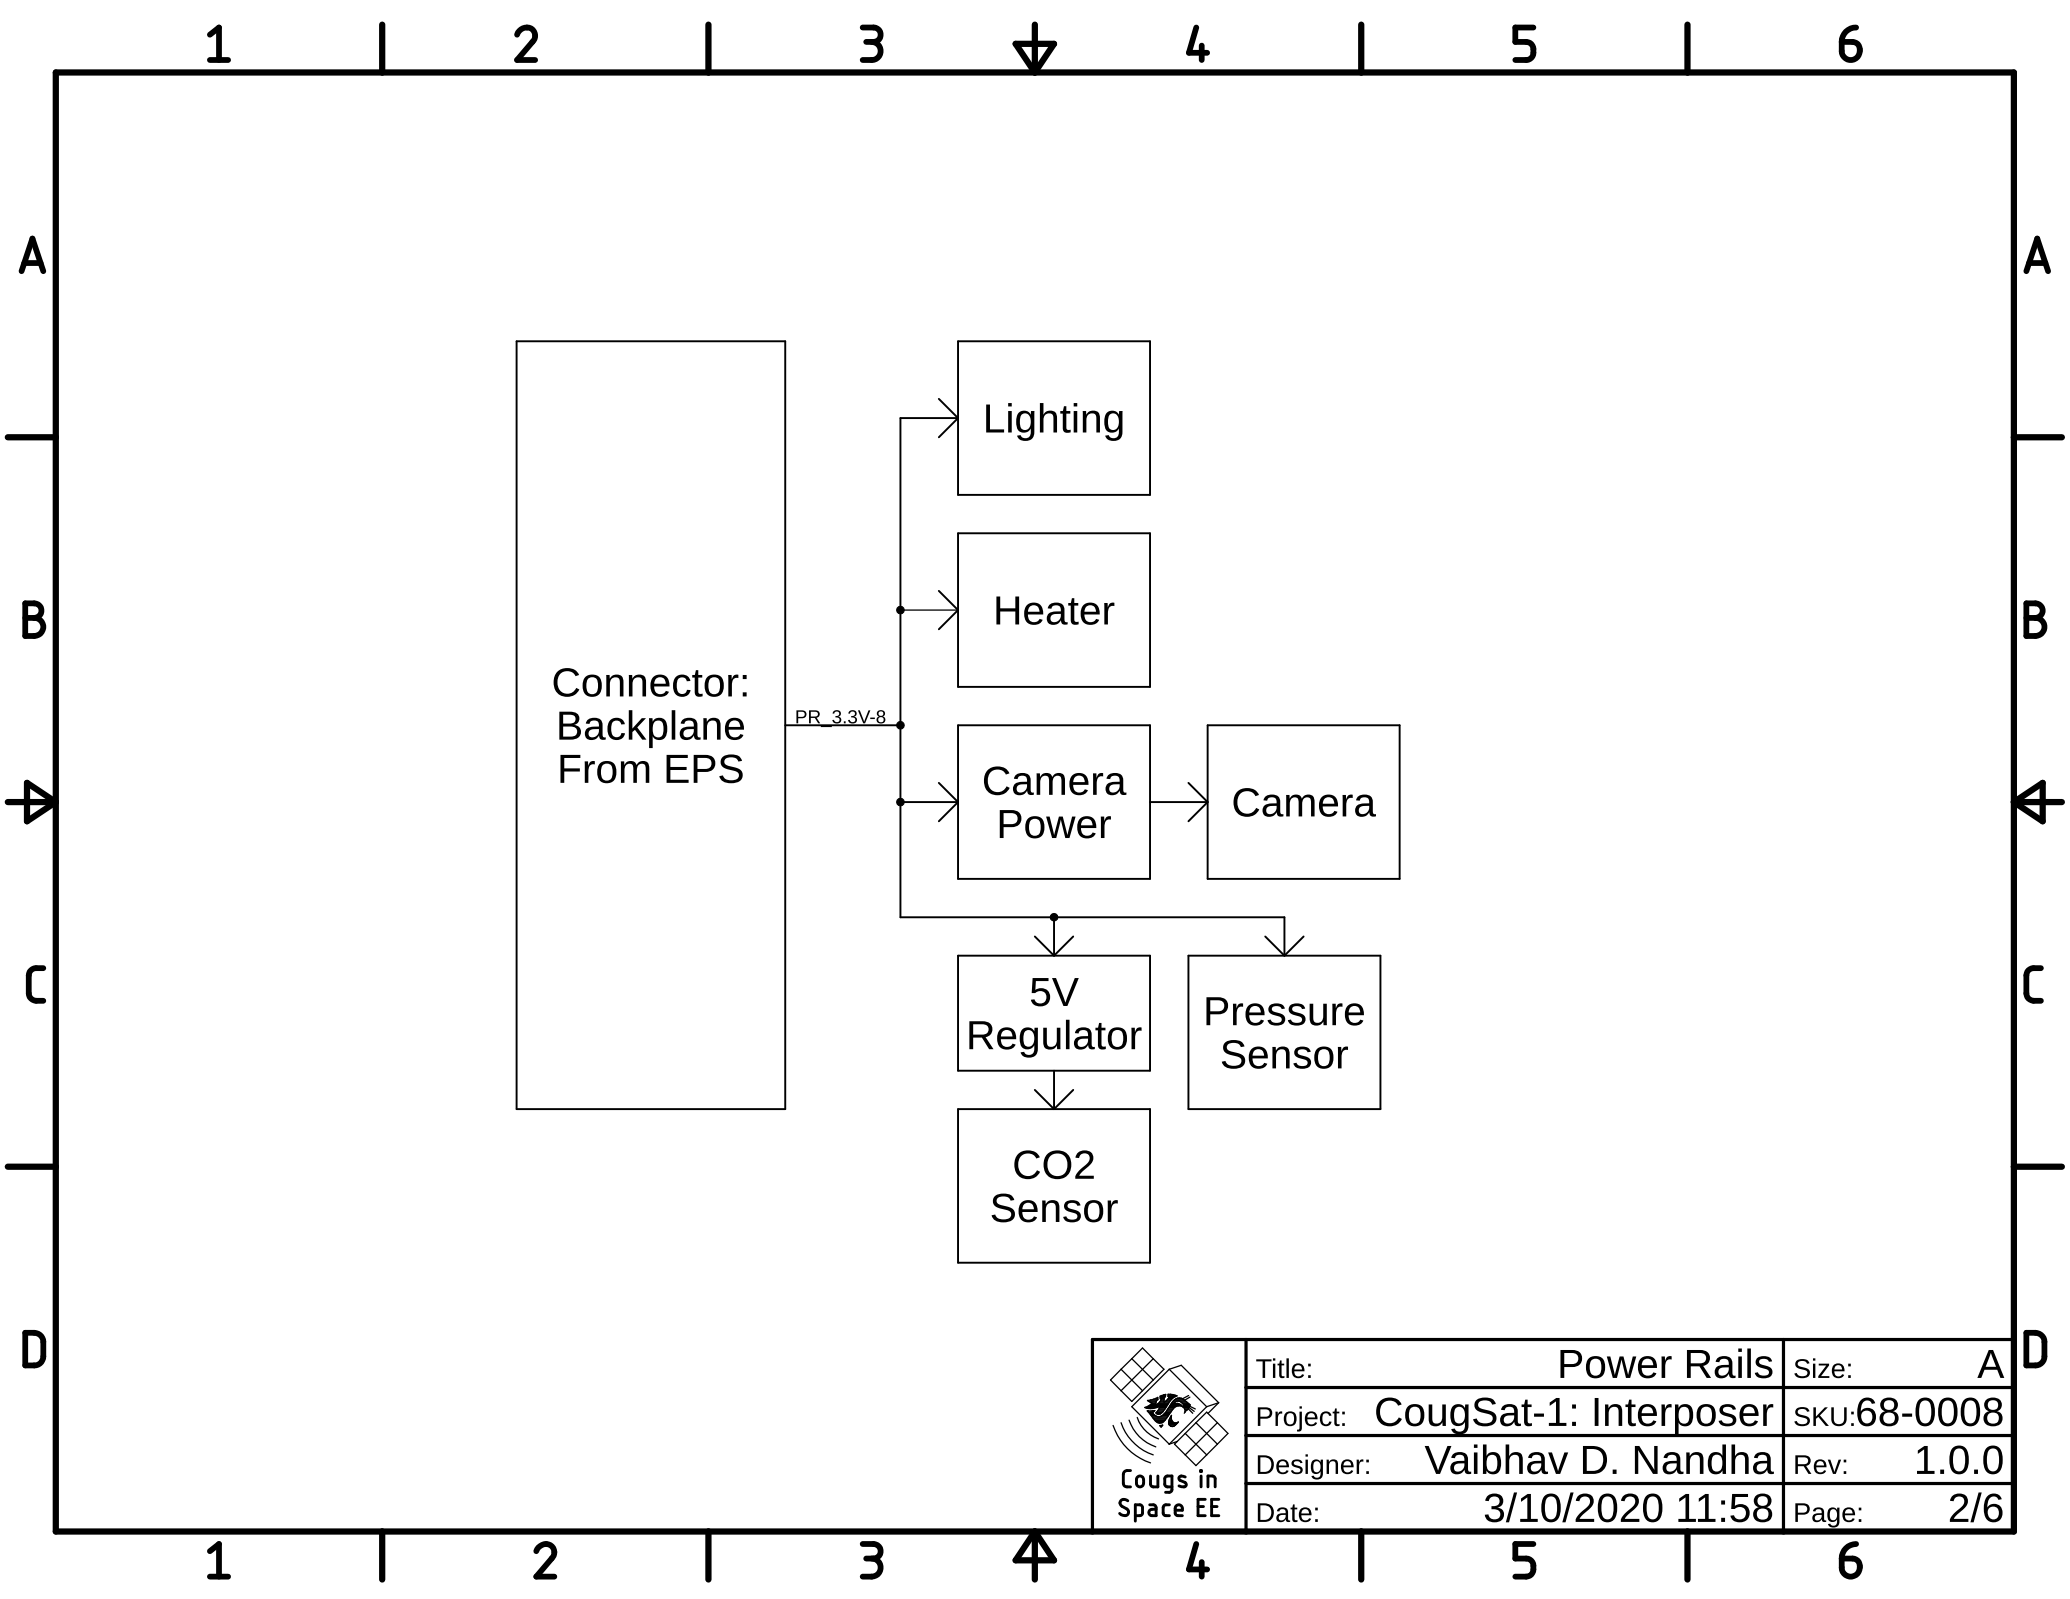 1 2 3 4 5 6
A A
Lighting
Heater
B B
Connector:
Backplane
From EPS
PR_3.3V-8
Camera
Power
Camera
C C
5V
Regulator
Pressure
Sensor
CO2
Sensor
D D
Cougs in
Space EE
Title: Power Rails Size: A
Project: CougSat-1: Interposer SKU: 68-0008
Designer: Vaibhav D. Nandha Rev: 1.0.0
Date: 3/10/2020 11:58 Page: 2/6
1 2 3 4 5 6